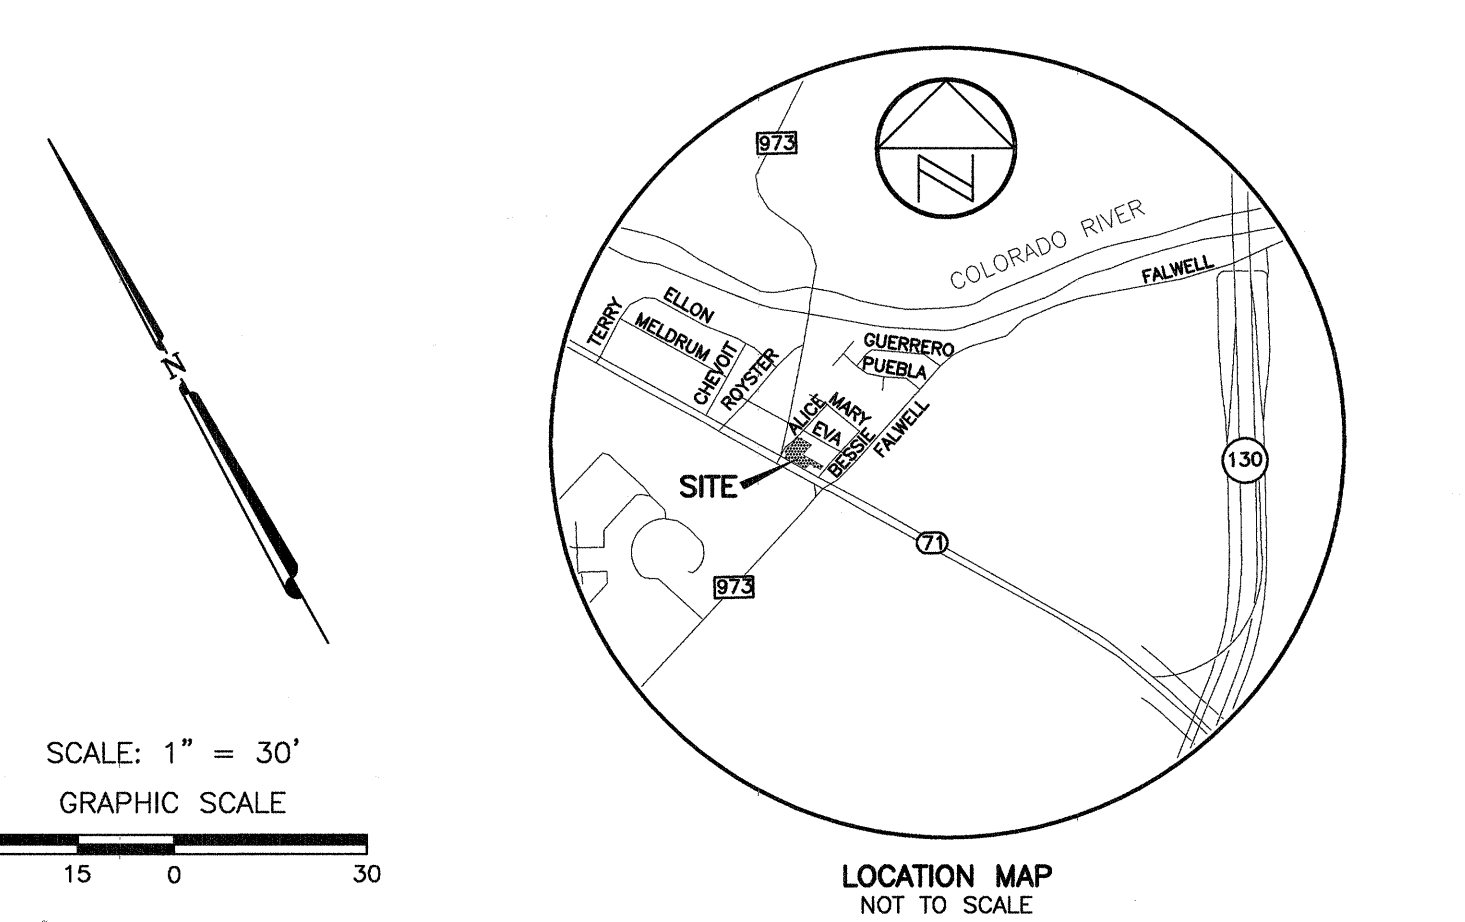 N
SCALE: 1" = 30'
GRAPHIC SCALE
15 0 30
973
N
COLORADO RIVER
FALWELL
TERRY
ELLON
MELDRUM
CHEVOIT
ROYSTER
GUERRERO
PUEBLA
ALICE
MARY
EVA
BESSIE
FALWELL
SITE
130
71
973
LOCATION MAP
NOT TO SCALE